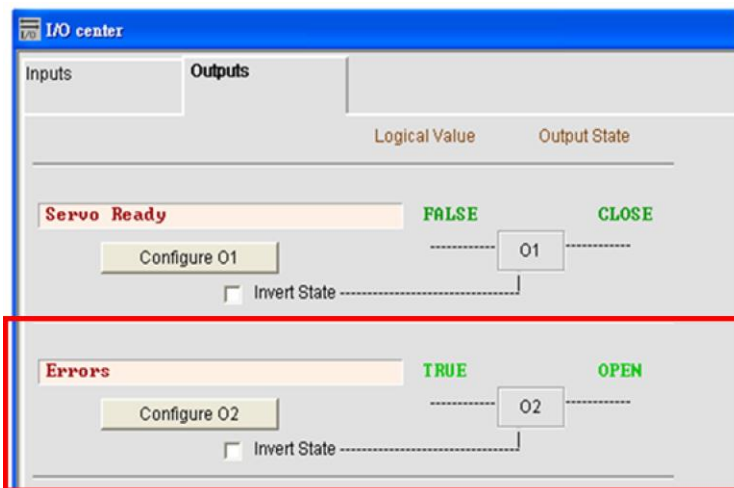 I/O center
Inputs Outputs
Logical Value Output State
Servo Ready FALSE CLOSE
Configure O1 O1
Invert State
Errors TRUE OPEN
Configure O2 O2
Invert State